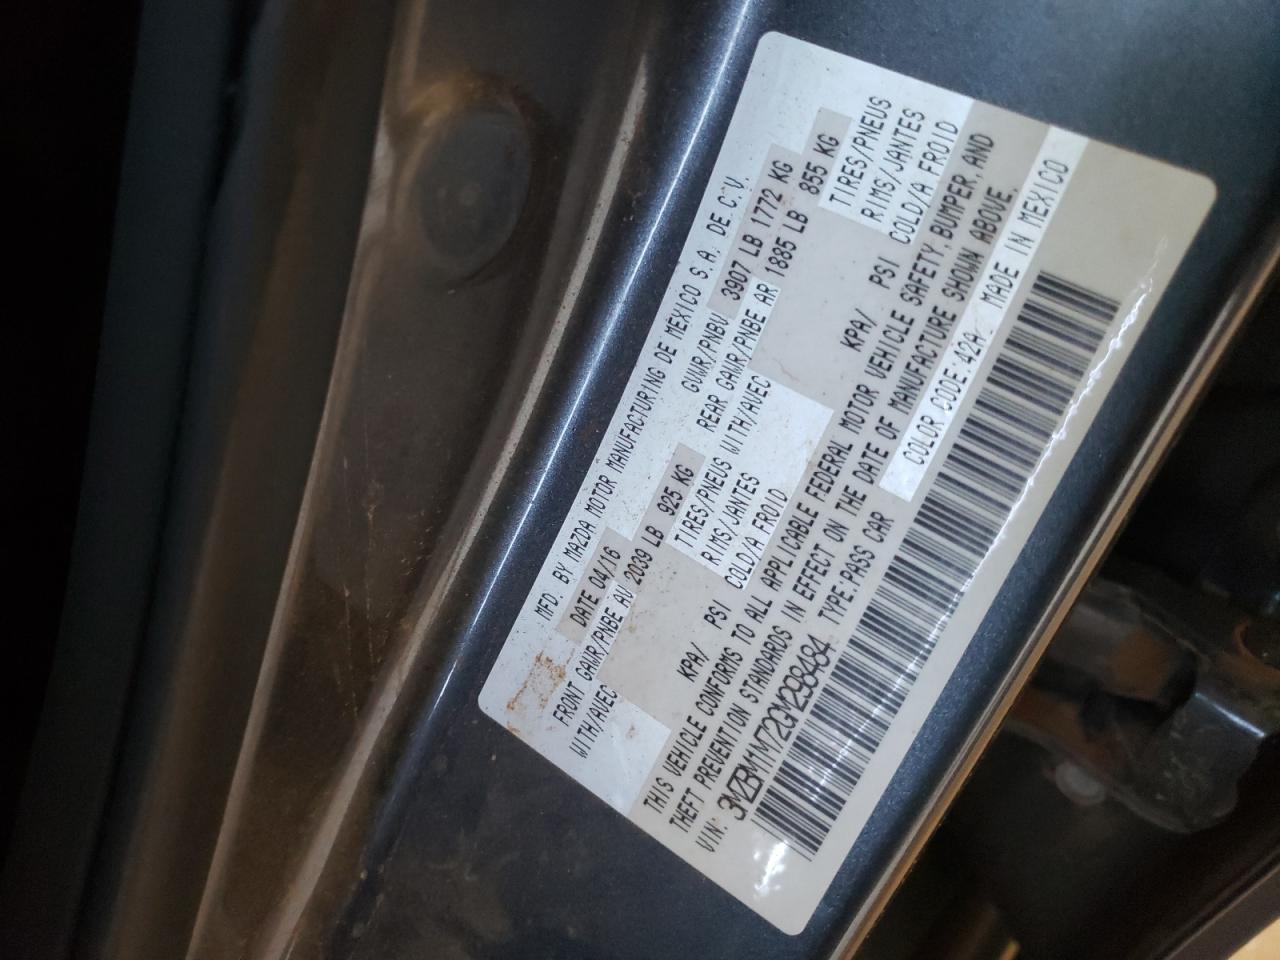 MFD. BY MAZDA MOTOR MANUFACTURING DE MEXICO S.A. DE C.V.
DATE 04/16 GVWR/PNBV 3907 LB 1772 KG
FRONT GAWR/PNBE AV 2039 LB 925 KG REAR GAWR/PNBE AR 1885 LB 855 KG
WITH/AVEC TIRES/PNEUS WITH/AVEC TIRES/PNEUS
RIMS/JANTES RIMS/JANTES
KPA/ PSI COLD/A FROID KPA/ PSI COLD/A FROID
THIS VEHICLE CONFORMS TO ALL APPLICABLE FEDERAL MOTOR VEHICLE SAFETY, BUMPER, AND
THEFT PREVENTION STANDARDS IN EFFECT ON THE DATE OF MANUFACTURE SHOWN ABOVE.
VIN: 3MZBM1M72GM298484 TYPE:PASS CAR COLOR CODE:42A MADE IN MEXICO